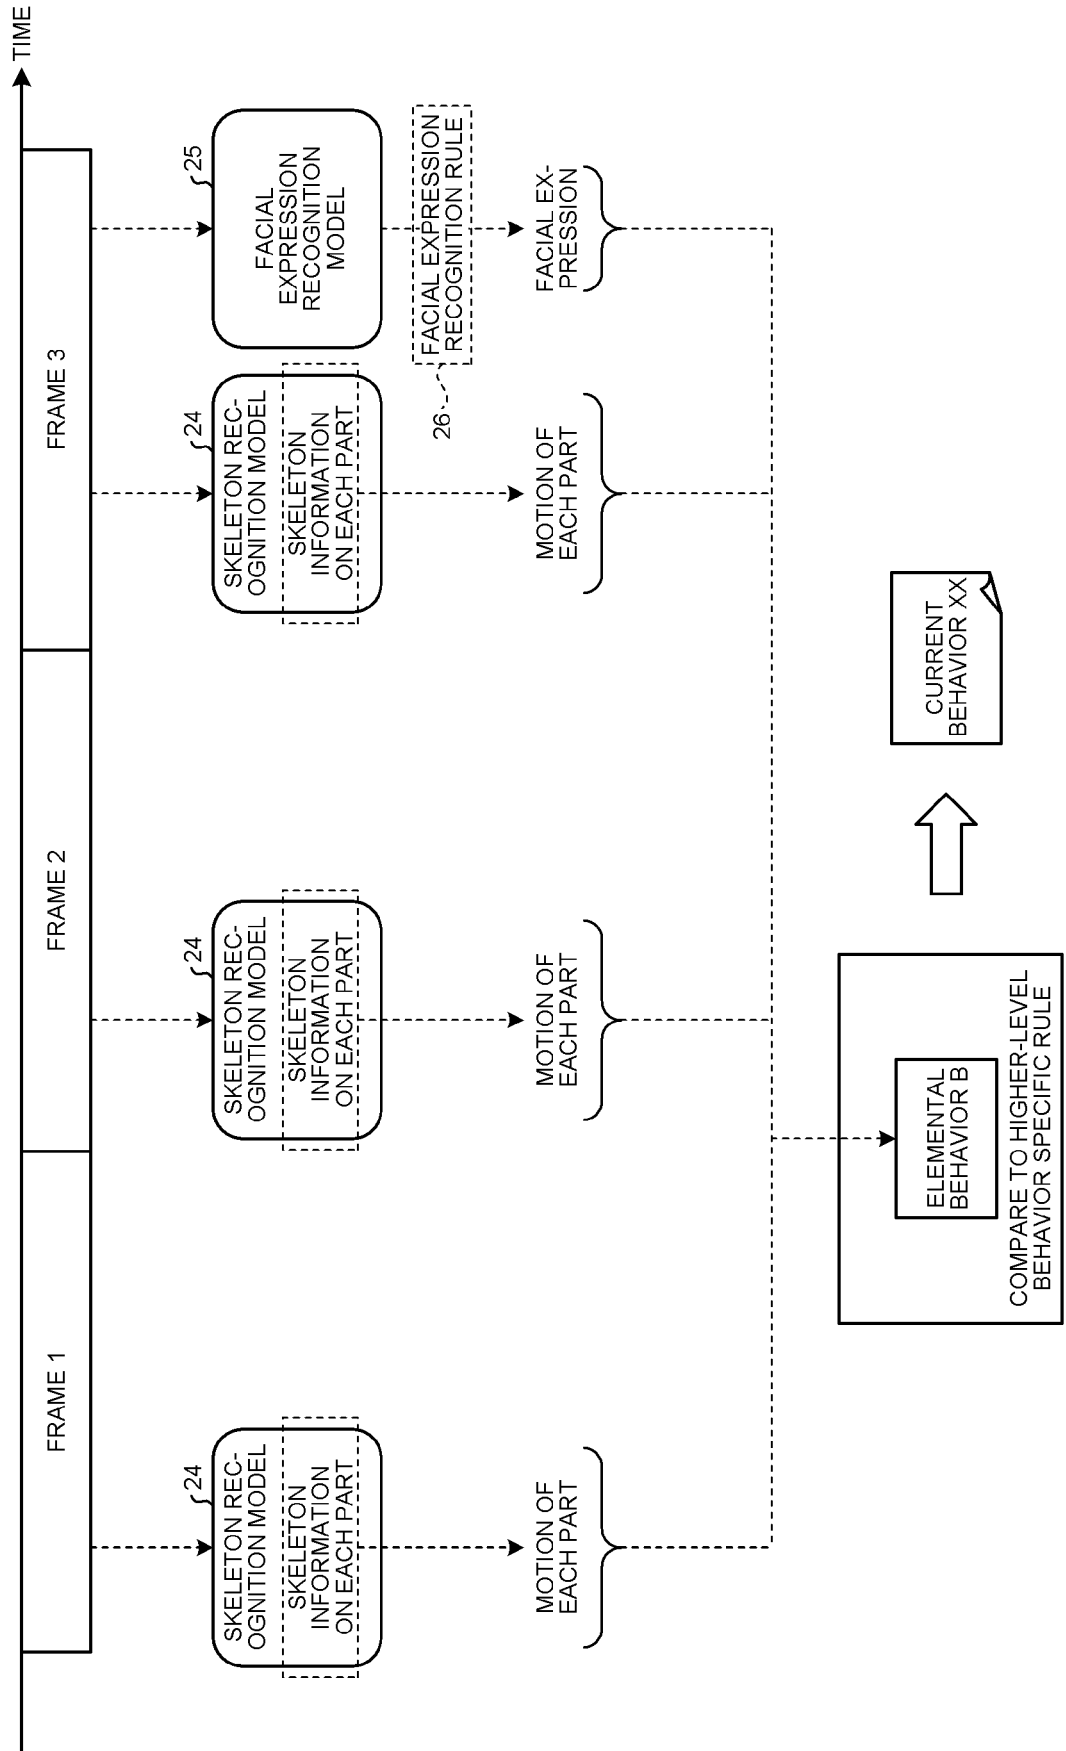 TIME
FRAME 1
FRAME 2
FRAME 3
24
SKELETON REC-
OGNITION MODEL
SKELETON
INFORMATION
ON EACH PART
24
SKELETON REC-
OGNITION MODEL
SKELETON
INFORMATION
ON EACH PART
24
SKELETON REC-
OGNITION MODEL
SKELETON
INFORMATION
ON EACH PART
25
FACIAL
EXPRESSION
RECOGNITION
MODEL
26
FACIAL EXPRESSION
RECOGNITION RULE
MOTION OF
EACH PART
MOTION OF
EACH PART
MOTION OF
EACH PART
FACIAL EX-
PRESSION
ELEMENTAL
BEHAVIOR B
COMPARE TO HIGHER-LEVEL
BEHAVIOR SPECIFIC RULE
CURRENT
BEHAVIOR XX